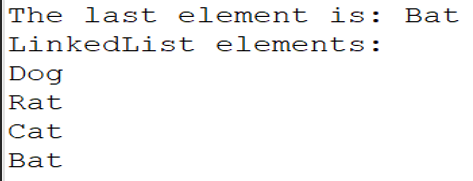 The last element is: Bat
LinkedList elements:
Dog
Rat
Cat
Bat